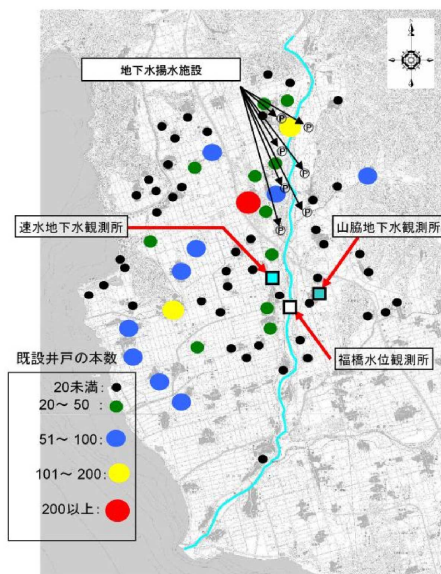 地下水揚水施設
P
P
P
P
P
P
P
速水地下水観測所
山脇地下水観測所
福橋水位観測所
既設井戸の本数
20未満:
20～50:
51～100:
101～200:
200以上: